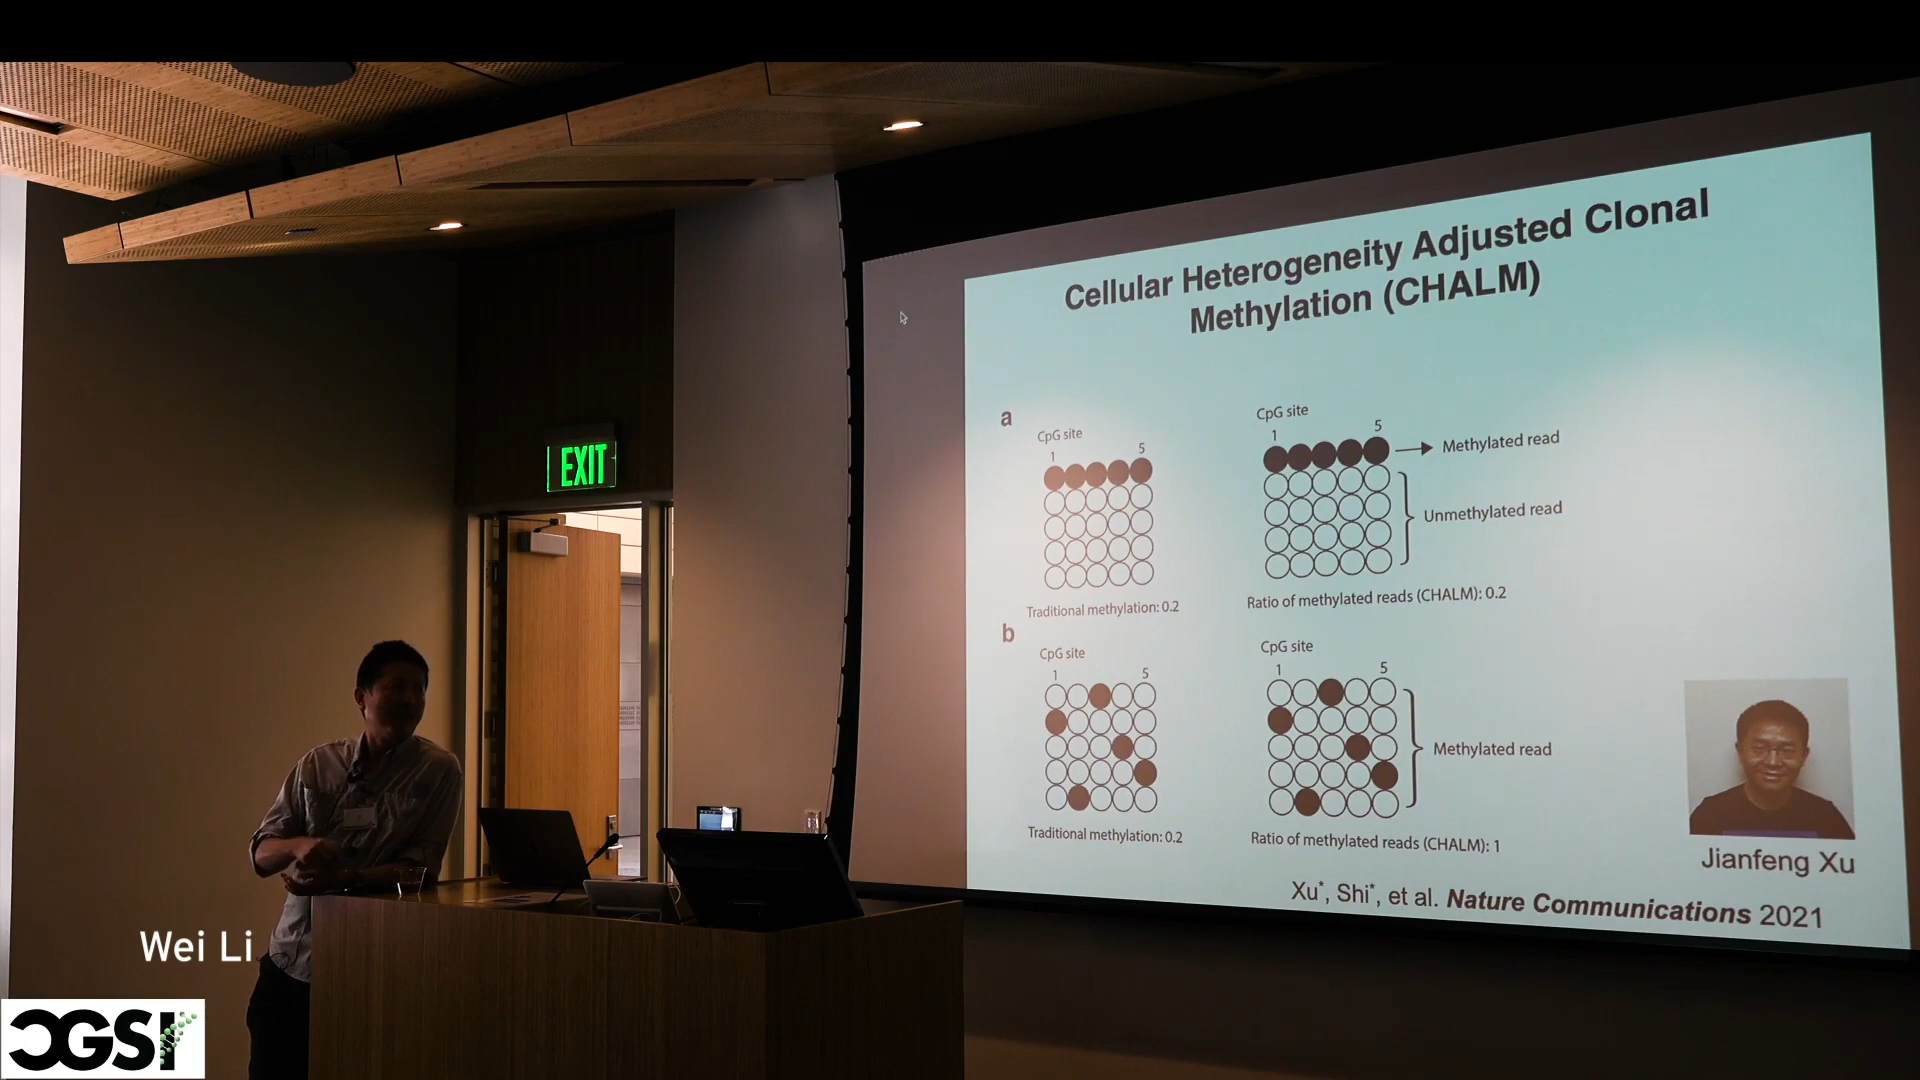 Cellular Heterogeneity Adjusted Clonal
Methylation (CHALM)
a
CpG site
1 5
Traditional methylation: 0.2
CpG site
1 5
Methylated read
Unmethylated read
Ratio of methylated reads (CHALM): 0.2
b
CpG site
1 5
Traditional methylation: 0.2
CpG site
1 5
Methylated read
Ratio of methylated reads (CHALM): 1
Jianfeng Xu
Xu*, Shi*, et al. Nature Communications 2021
EXIT
Wei Li
CGSI